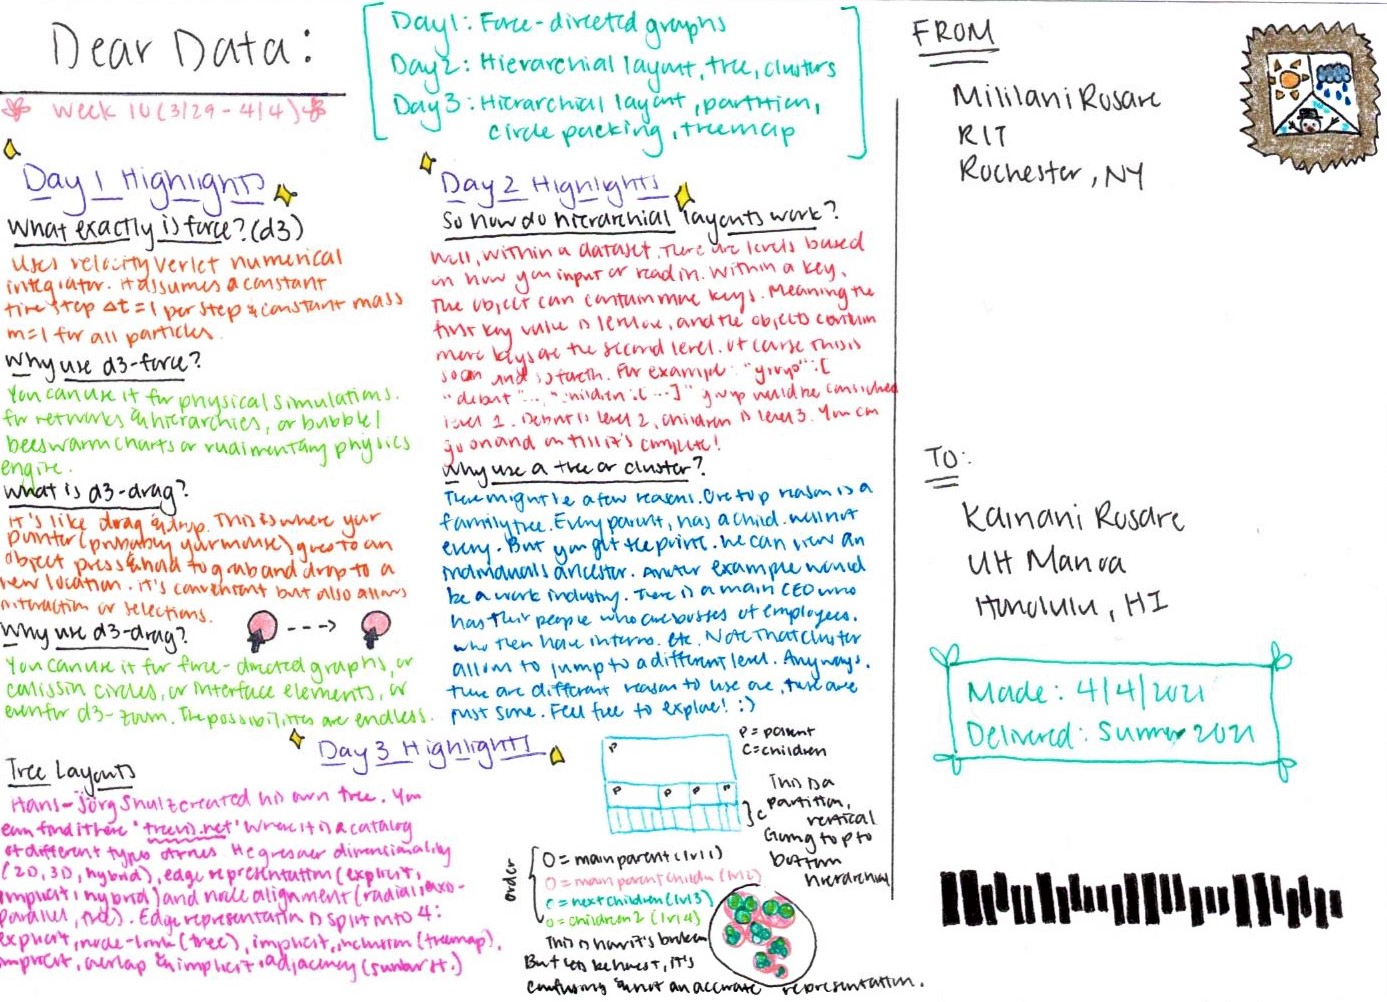 Dear Data:
Week 10 (3/29 - 4/4)
Day 1: Force-directed graphs
Day 2: Hierarchial layout, tree, clusters
Day 3: Hierarchial layout, partition,
circle packing, treemap
Day 1 Highlights
What exactly is force? (d3)
Uses velocity Verlet numerical
integrator. It assumes a constant
time step Δt=1 per step & constant mass
m=1 for all particles.
Why use d3-force?
You can use it for physical simulations.
for networks & hierarchies, or bubble/
beeswarm charts or rudimentary physics
engine.
What is d3-drag?
It's like drag & drop. This is where your
pointer (probably your mouse) goes to an
object press & hold to grab and drop to a
new location. It's convenient but also allows
interaction or selections.
Why use d3-drag?
You can use it for force-directed graphs, or
collision circles, or interface elements, or
even for d3-zoom. The possibilities are endless.
Day 2 Highlights
So how do hierarchial layouts work?
Well, within a dataset. There are levels based
on how you input or read in. Within a key.
The object can contain more keys. Meaning the
first key value is level one, and the objects contain
more keys are the second level. Of course this is
so on and so forth. For example: "group": [
"debut"..., "children": [...]" group would be considered
level 1. Debut is level 2, children is level 3. You can
go on and on till it's complete!
Why use a tree or cluster?
There might be a few reasons. One top reason is a
family tree. Every parent, has a child. well not
every. But you get the point. We can view an
individuals ancestor. Another example would
be a work industry. There is a main CEO who
has their people who are bosses of employees.
who then have interns. etc. Note that cluster
allow to jump to a different level. Anyways,
there are different reason to use one, these are
just some. Feel free to explore! :)
Day 3 Highlights
Tree Layouts
Hans-Jörg Shulz created his own tree. You
can find it here "treevis.net" Where it is a catalog
of different types of trees. He goes over dimensionality
(2D, 3D, hybrid), edge representation (explicit,
implicit, hybrid) and node alignment (radial, axo-
parallel, free). Edge representation is split into 4:
explicit, node-link (tree), implicit, inclusion (treemap),
implicit, overlap & implicit, adjacency (sunburst.)
P = parent
C = children
P
P
P
P
P
C
This is a
partition,
vertical
Going top to
bottom
hierarchial
order
O = main parent (lvl 1)
O = main parent children (lvl 2)
O = next children (lvl 3
O = children 2 (lvl 4)
This is how it's broken
But lets be honest, it's
confusing & not an accurate representation.
FROM
Mililani Rosare
RIT
Rochester, NY
TO:
Kainani Rosare
UH Manoa
Honolulu, HI
Made: 4/4/2021
Delivered: Summer 2021